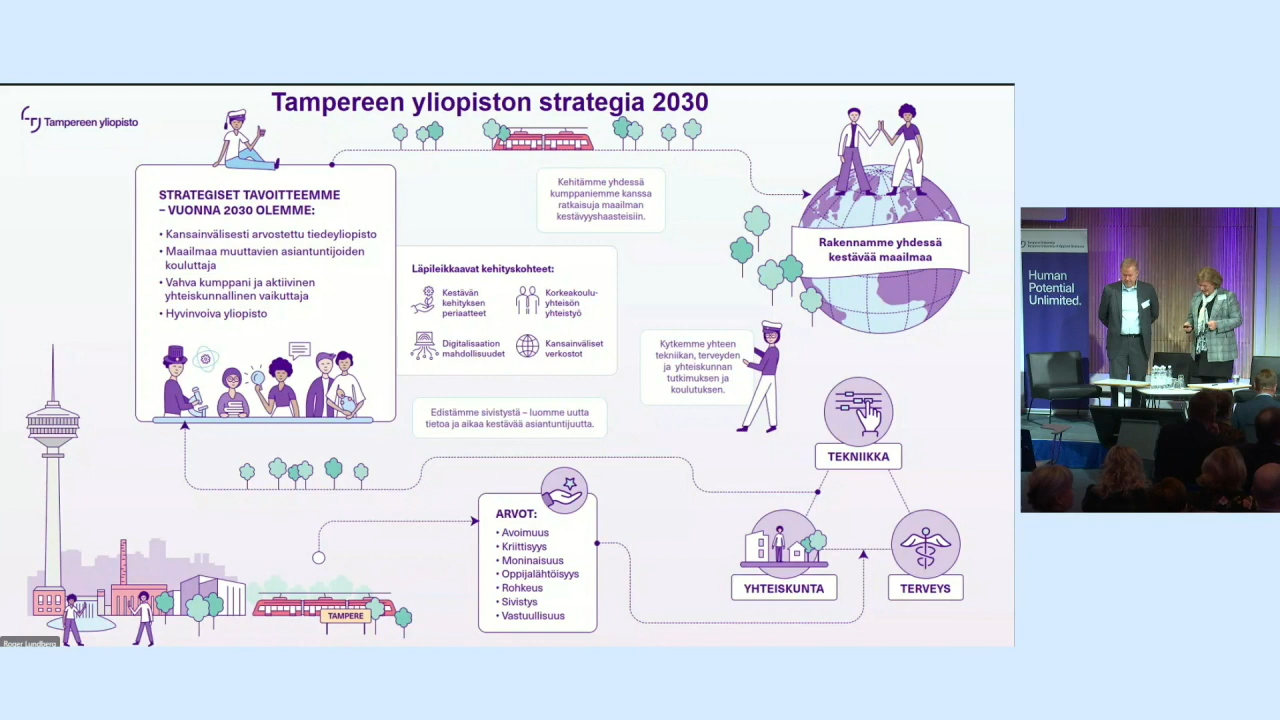 Tampereen yliopiston strategia 2030
Tampereen yliopisto
STRATEGISET TAVOITTEEMME
– VUONNA 2030 OLEMME:
• Kansainvälisesti arvostettu tiedeyliopisto
• Maailmaa muuttavien asiantuntijoiden
kouluttaja
• Vahva kumppani ja aktiivinen
yhteiskunnallinen vaikuttaja
• Hyvinvoiva yliopisto
Kehitämme yhdessä
kumppaniemme kanssa
ratkaisuja maailman
kestävyyshaasteisiin.
Rakennamme yhdessä
kestävää maailmaa
Läpileikkaavat kehityskohteet:
Kestävän
kehityksen
periaatteet
Korkeakoulu-
yhteisön
yhteistyö
Digitalisaation
mahdollisuudet
Kansainväliset
verkostot
Kytkemme yhteen
tekniikan, terveyden
ja yhteiskunnan
tutkimuksen ja
koulutuksen.
Edistämme sivistystä – luomme uutta
tietoa ja aikaa kestävää asiantuntijuutta.
TEKNIIKKA
YHTEISKUNTA
TERVEYS
ARVOT:
• Avoimuus
• Kriittisyys
• Moninaisuus
• Oppijalähtöisyys
• Rohkeus
• Sivistys
• Vastuullisuus
TAMPERE
Roger Lundberg
Human
Potential
Unlimited.